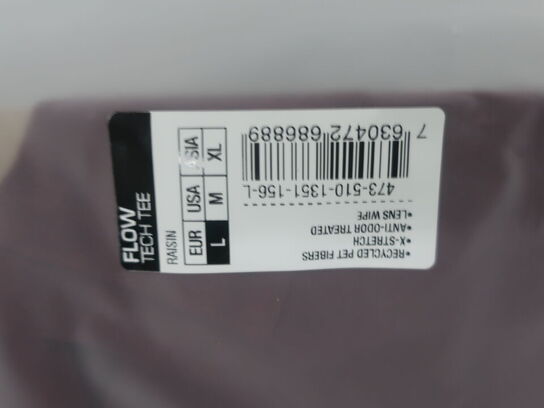 FLOW
TECH TEE
RAISIN
EUR USA ASIA
L M XL
•RECYCLED PET FIBERS
•X-STRETCH
•ANTI-ODOR TREATED
•LENS WIPE
473-510-1351-156-L
7 630472 686889